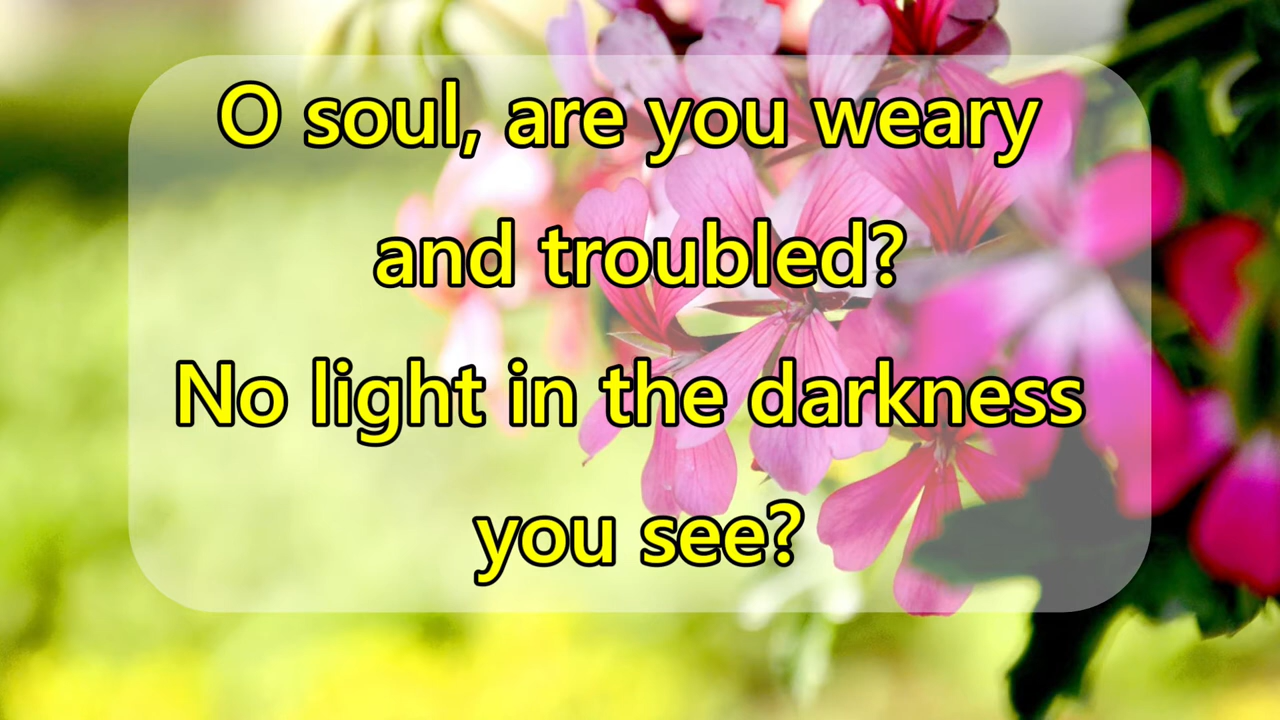 O soul, are you weary
and troubled?
No light in the darkness
you see?